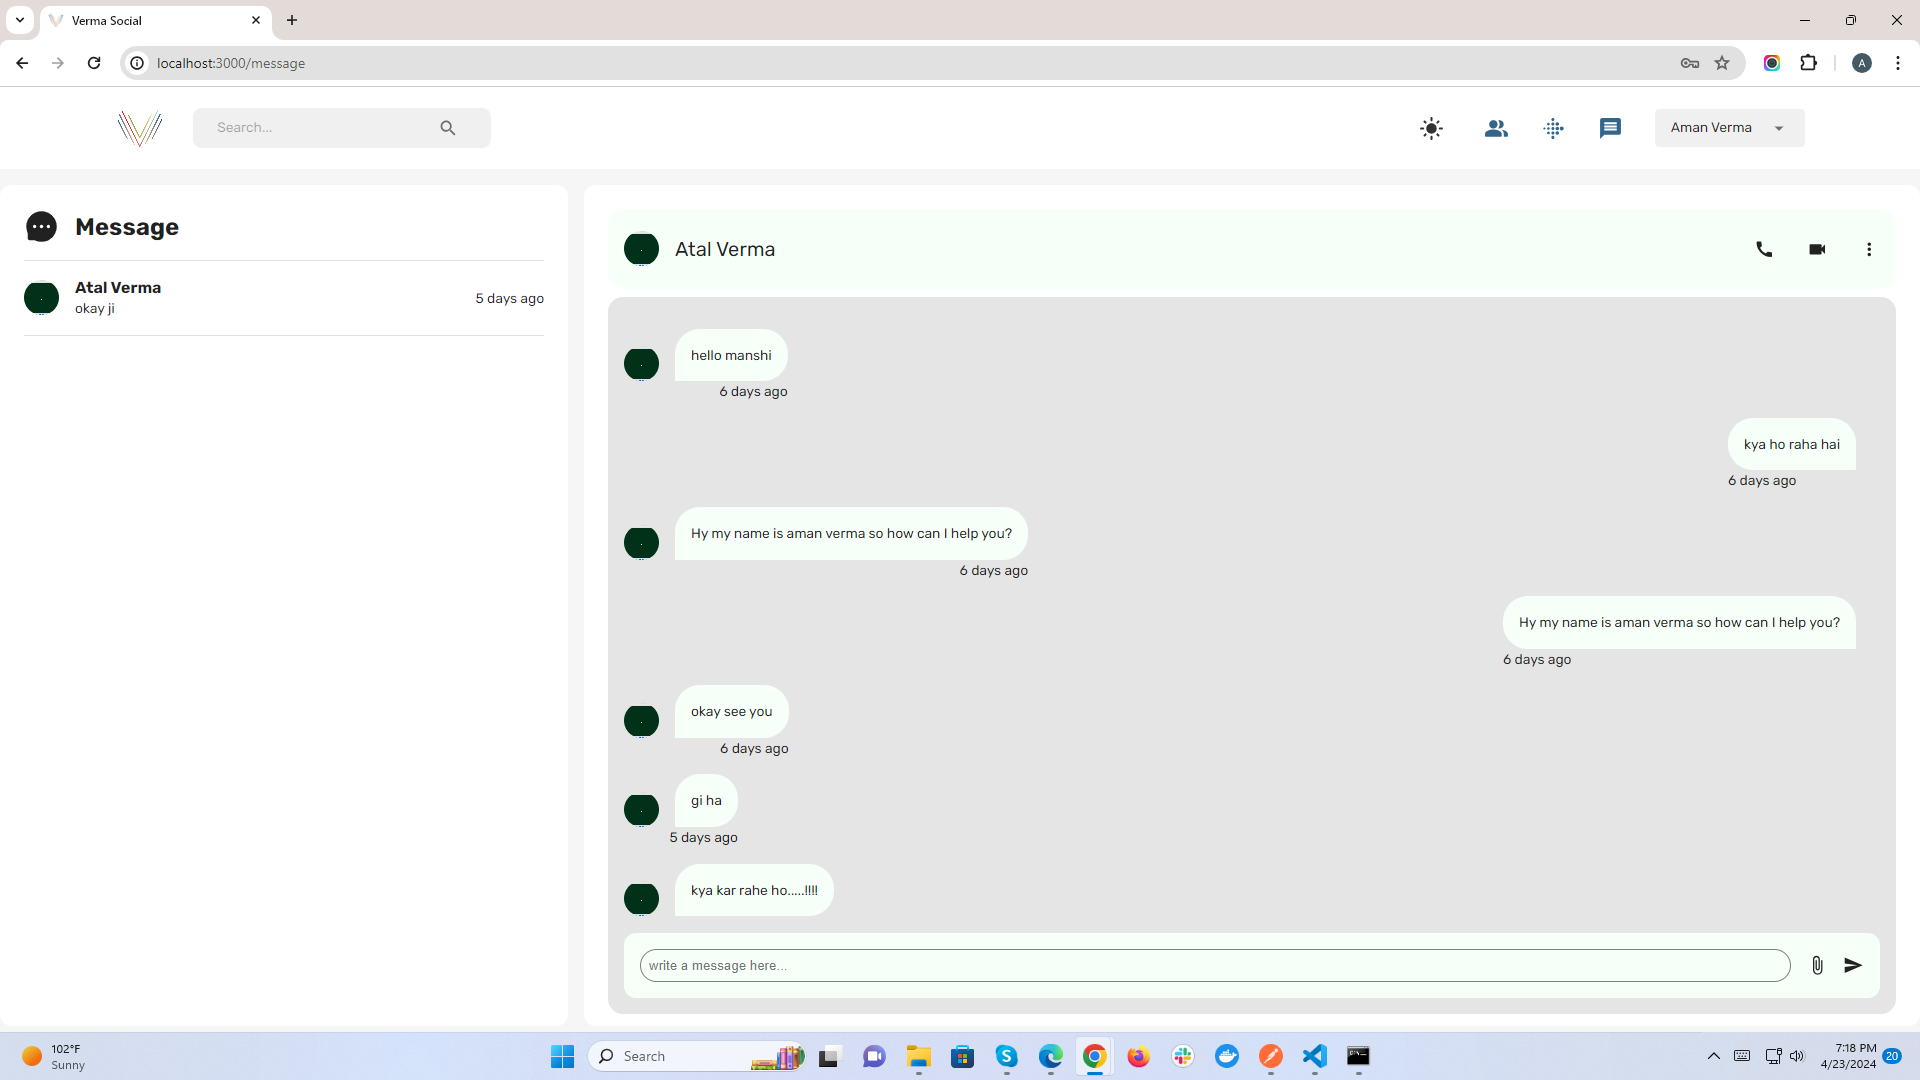 Verma Social
localhost:3000/message
A
Search...
Aman Verma
Message
Atal Verma
okay ji
5 days ago
Atal Verma
hello manshi
6 days ago
kya ho raha hai
6 days ago
Hy my name is aman verma so how can I help you?
6 days ago
Hy my name is aman verma so how can I help you?
6 days ago
okay see you
6 days ago
gi ha
5 days ago
kya kar rahe ho.....!!!!
write a message here...
102°F
Sunny
Search
7:18 PM
4/23/2024
20